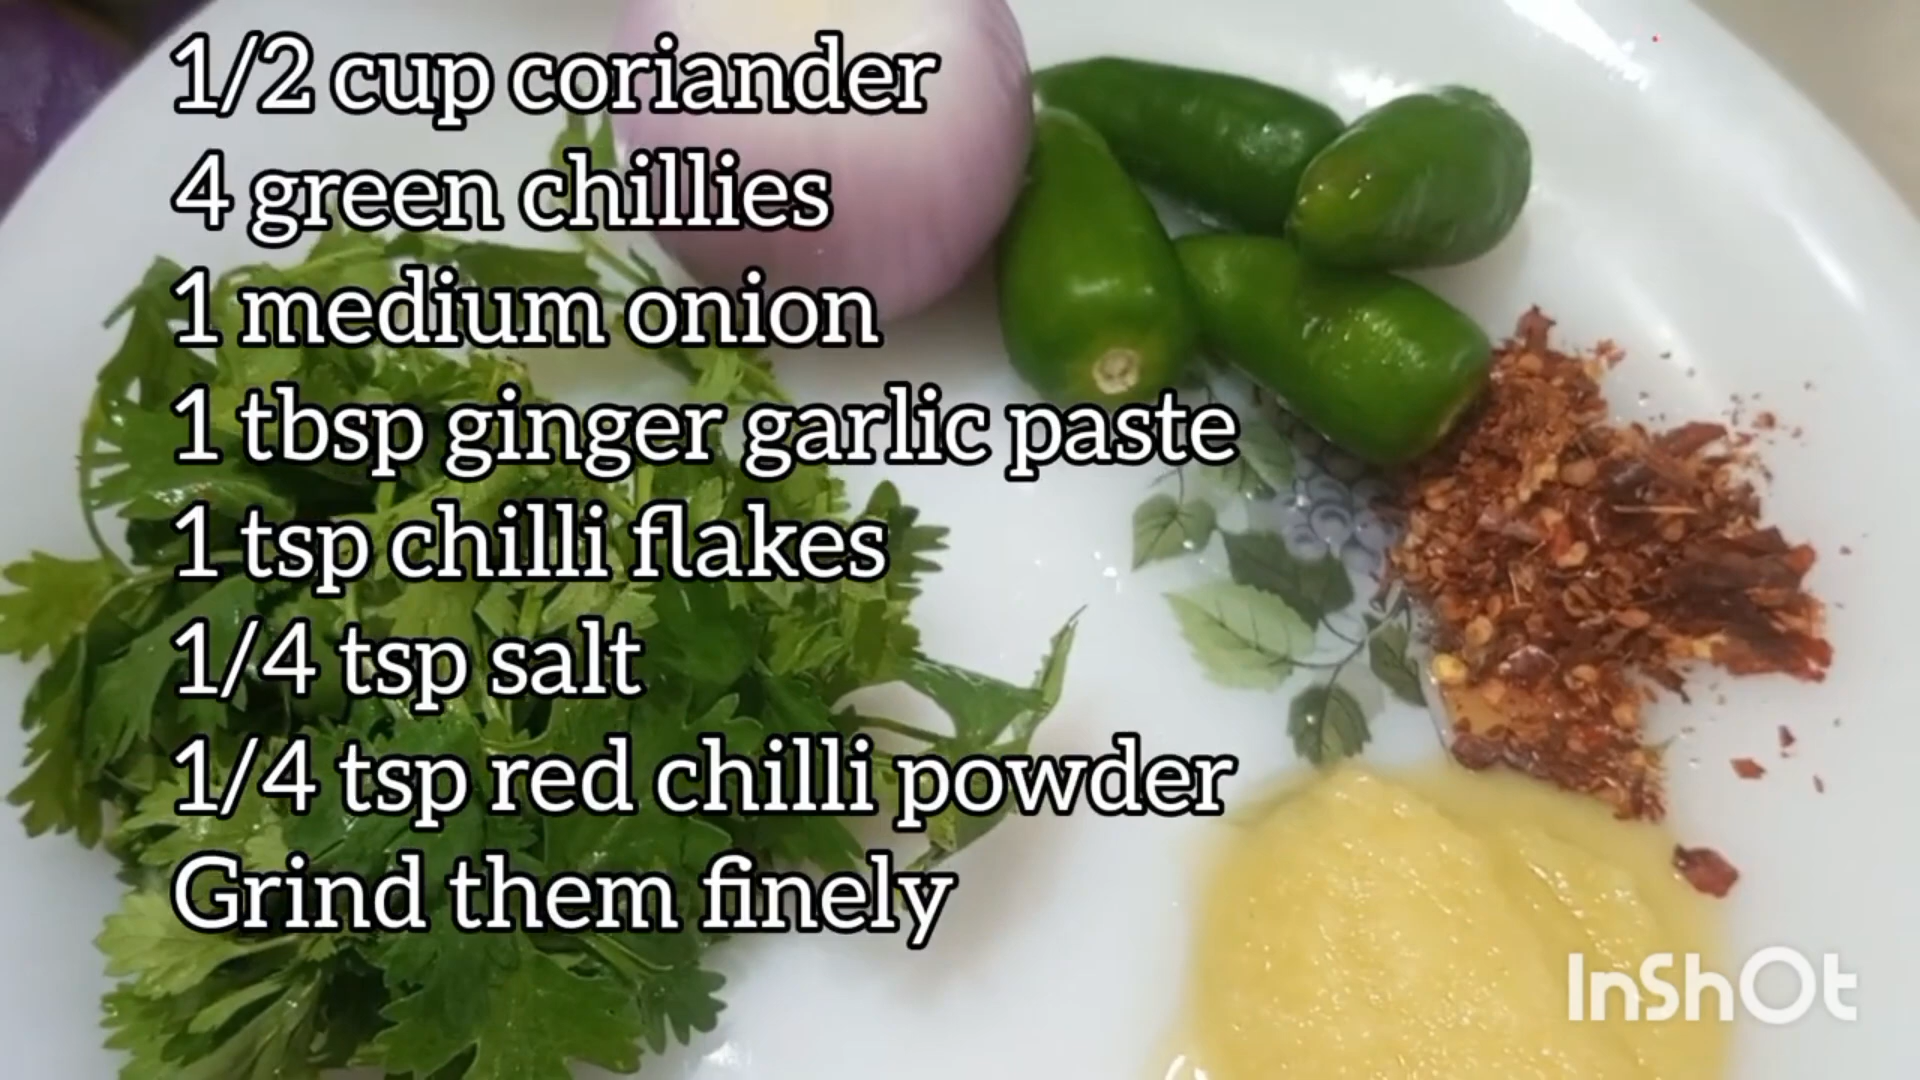 1/2 cup coriander
4 green chillies
1 medium onion
1 tbsp ginger garlic paste
1 tsp chilli flakes
1/4 tsp salt
1/4 tsp red chilli powder
Grind them finely
InShOt